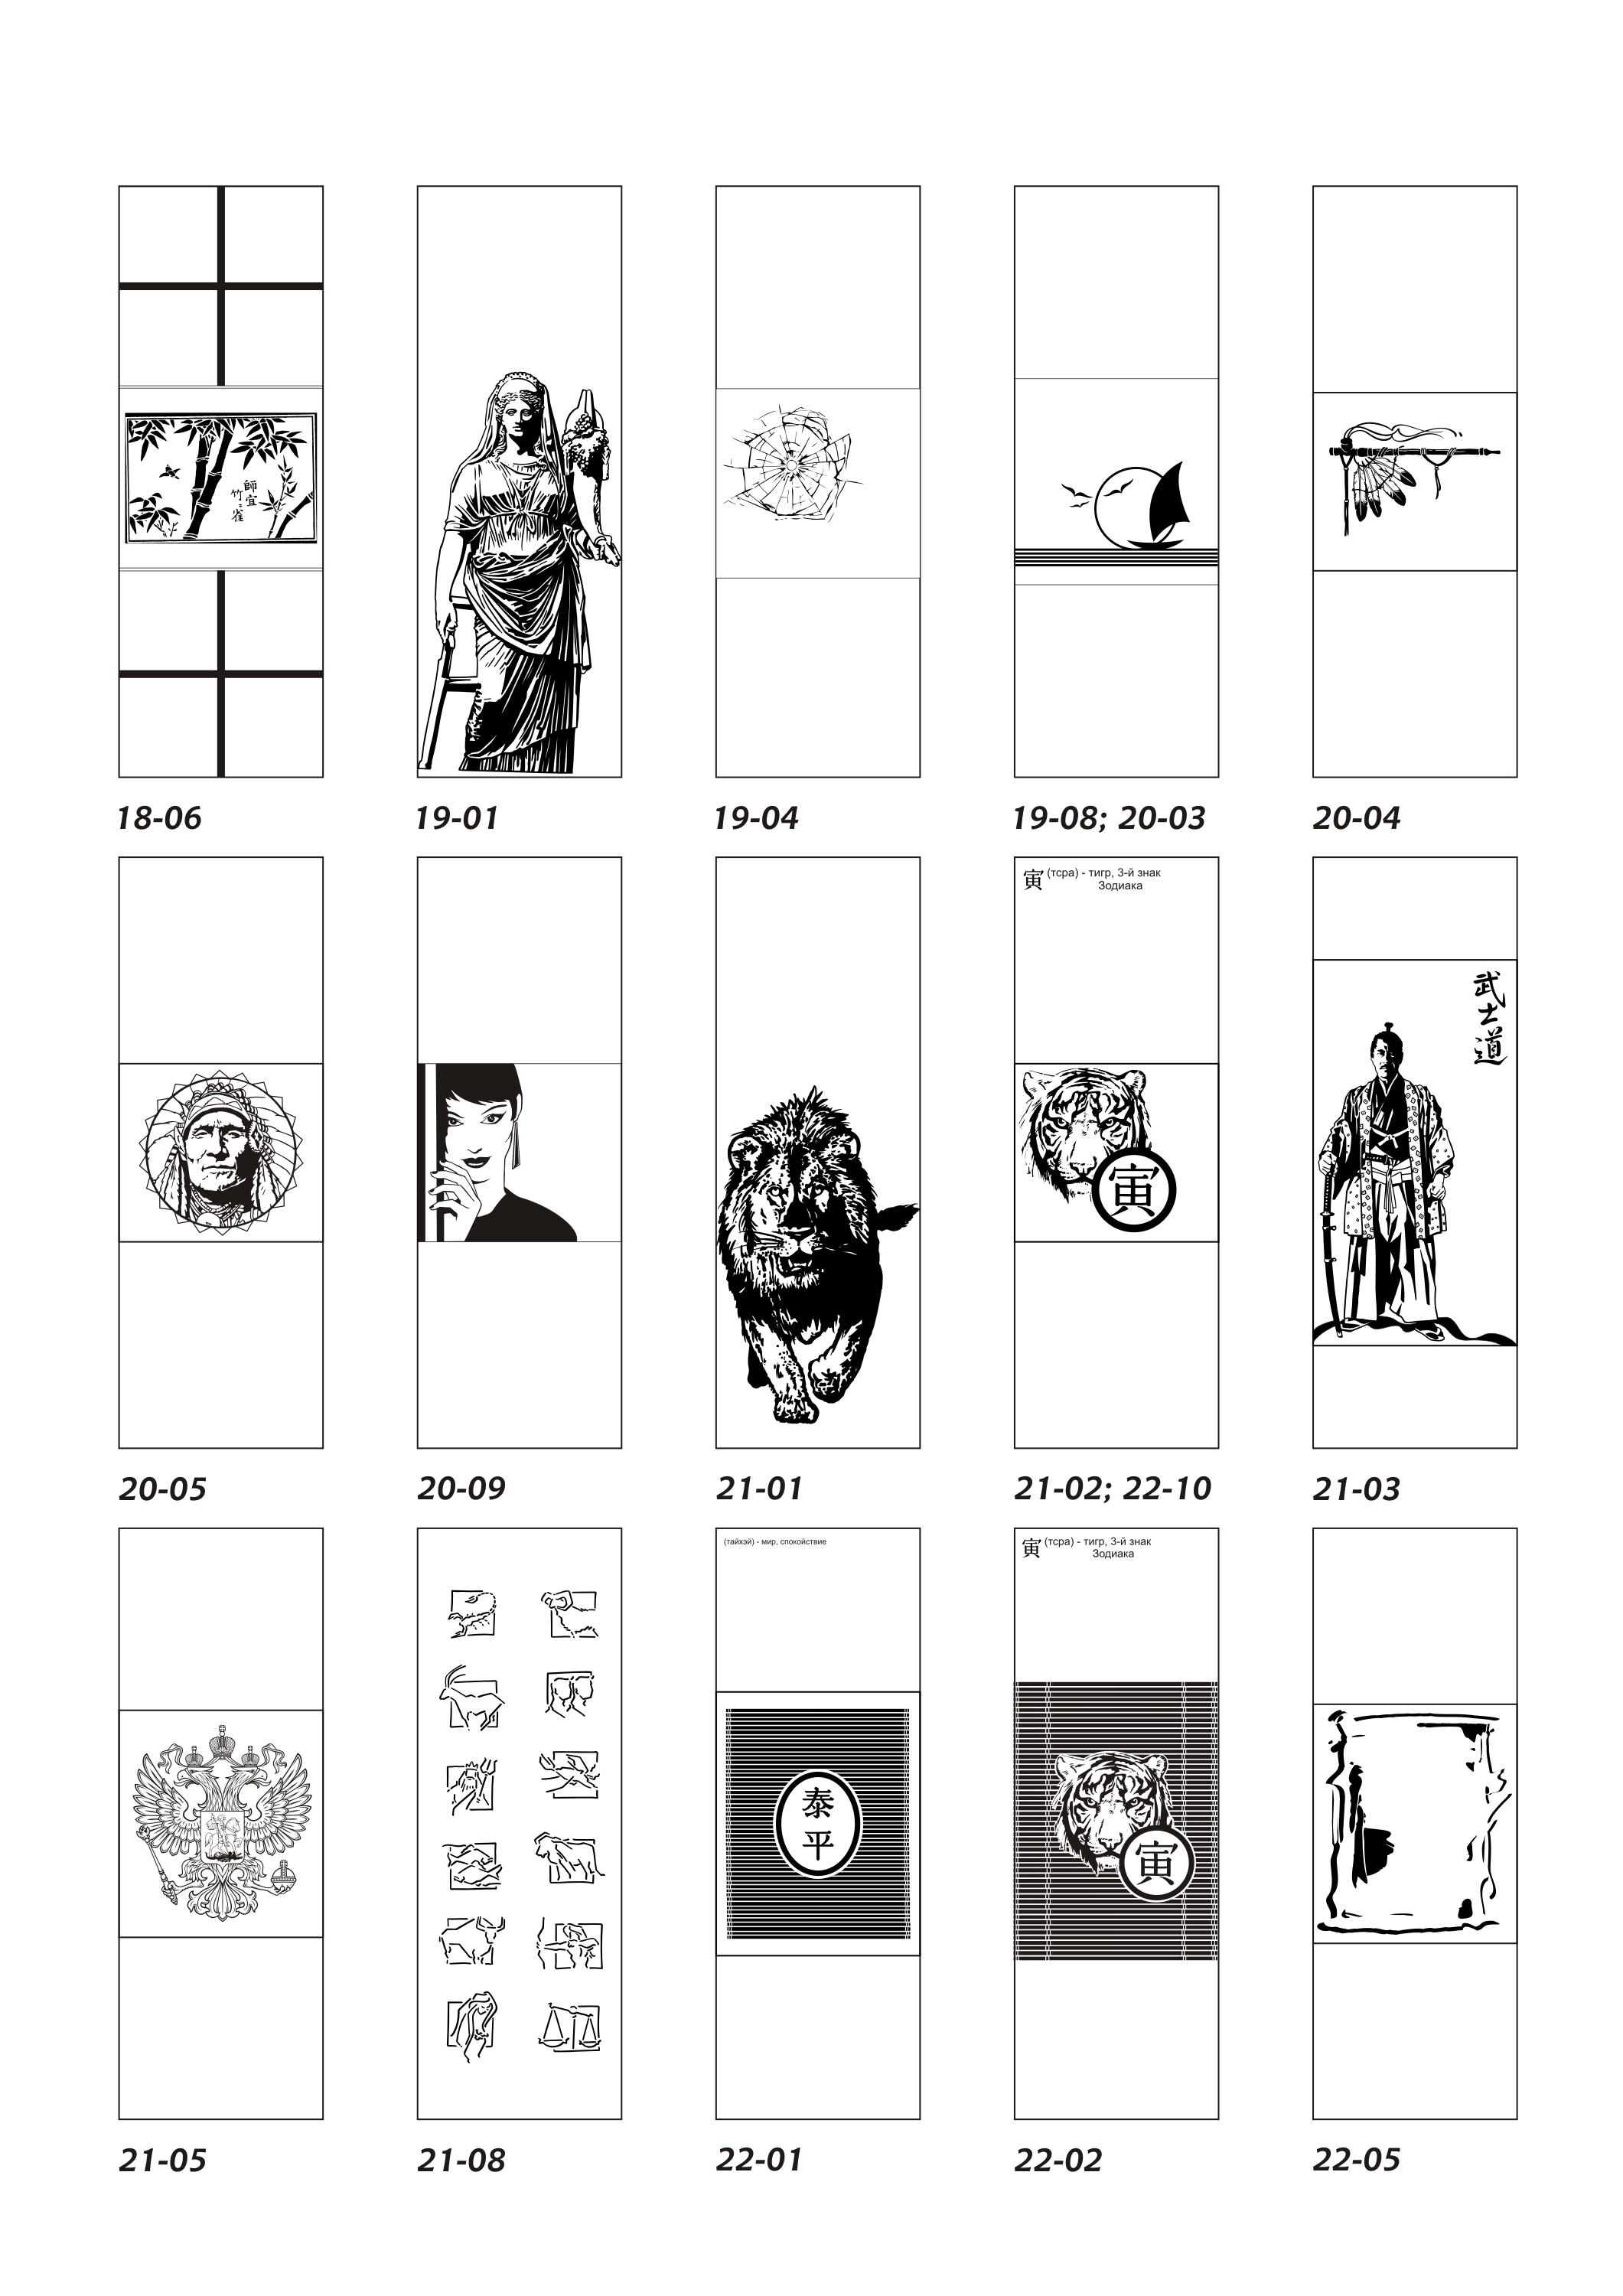 師宜
竹:雀
18-06
19-01
19-04
19-08; 20-03
20-04
寅 (тсра) - тигр, 3-й знак
Зодиака
寅
武士道
20-05
20-09
21-01
21-02; 22-10
21-03
(тайхэй) - мир, спокойствие
寅 (тсра) - тигр, 3-й знак
Зодиака
泰
平
寅
21-05
21-08
22-01
22-02
22-05